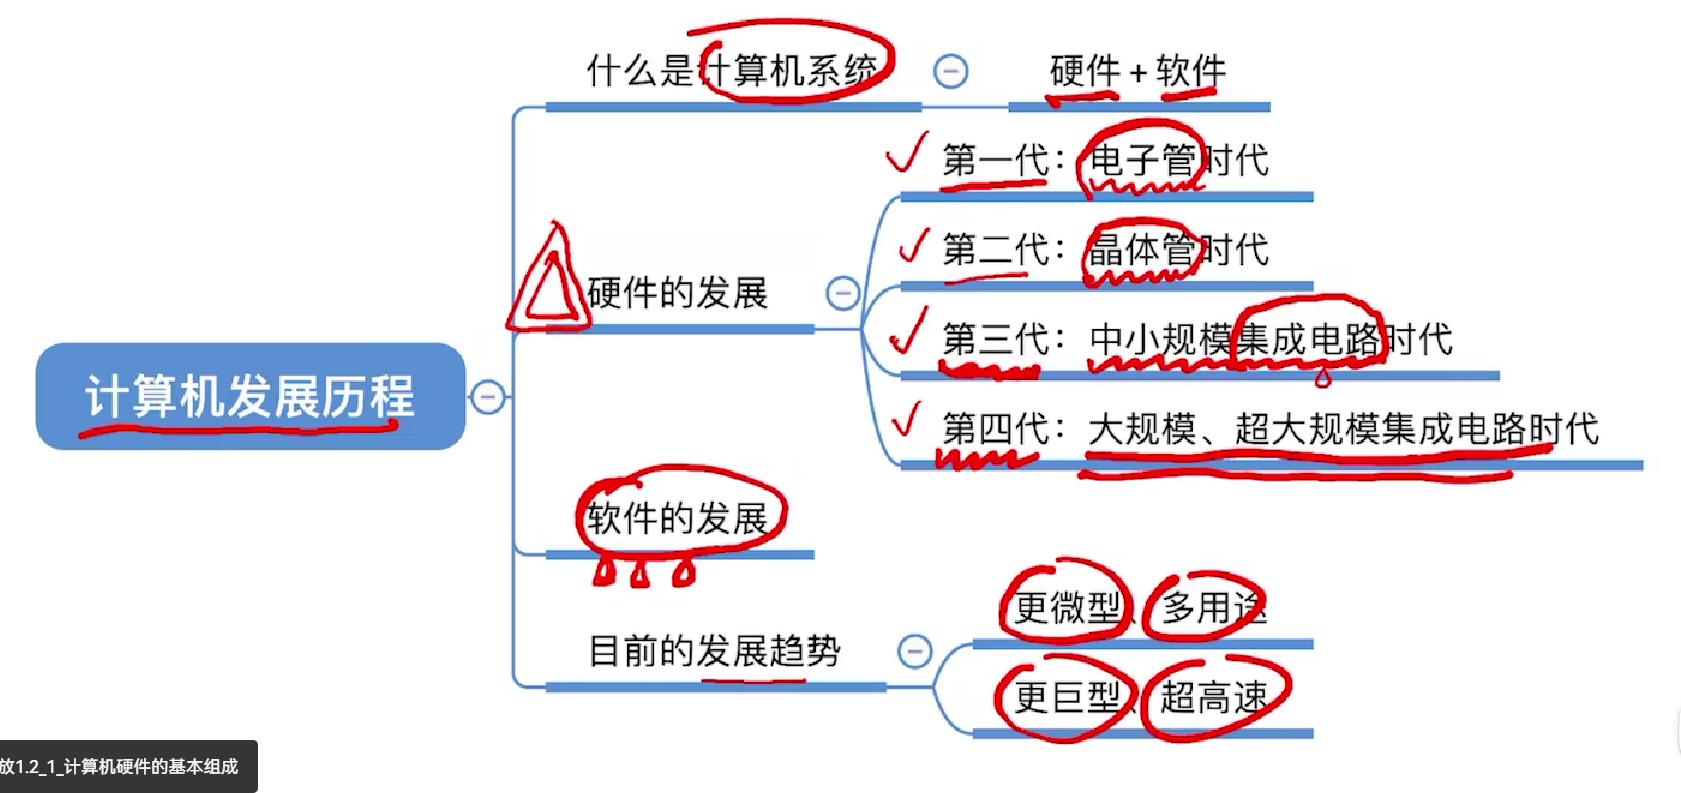 什么是计算机系统
硬件+软件
第一代：电子管时代
第二代：晶体管时代
硬件的发展
第三代：中小规模集成电路时代
计算机发展历程
第四代：大规模、超大规模集成电路时代
软件的发展
更微型、多用途
目前的发展趋势
更巨型、超高速
放1.2_1_计算机硬件的基本组成